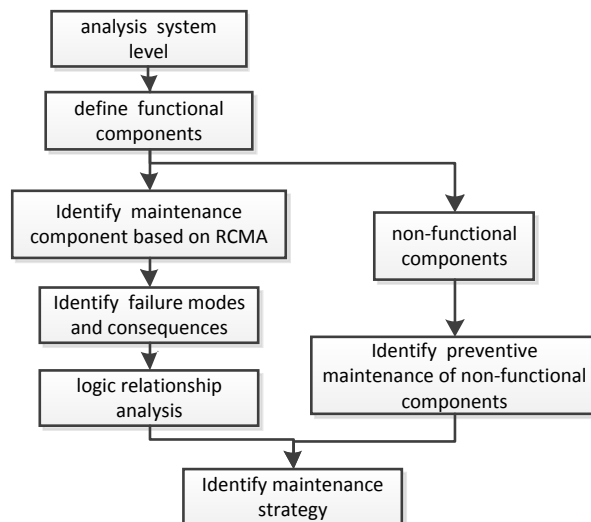 analysis system
level
define functional
components
Identify maintenance
component based on RCMA
non-functional
components
Identify failure modes
and consequences
Identify preventive
maintenance of non-functional
components
logic relationship
analysis
Identify maintenance
strategy